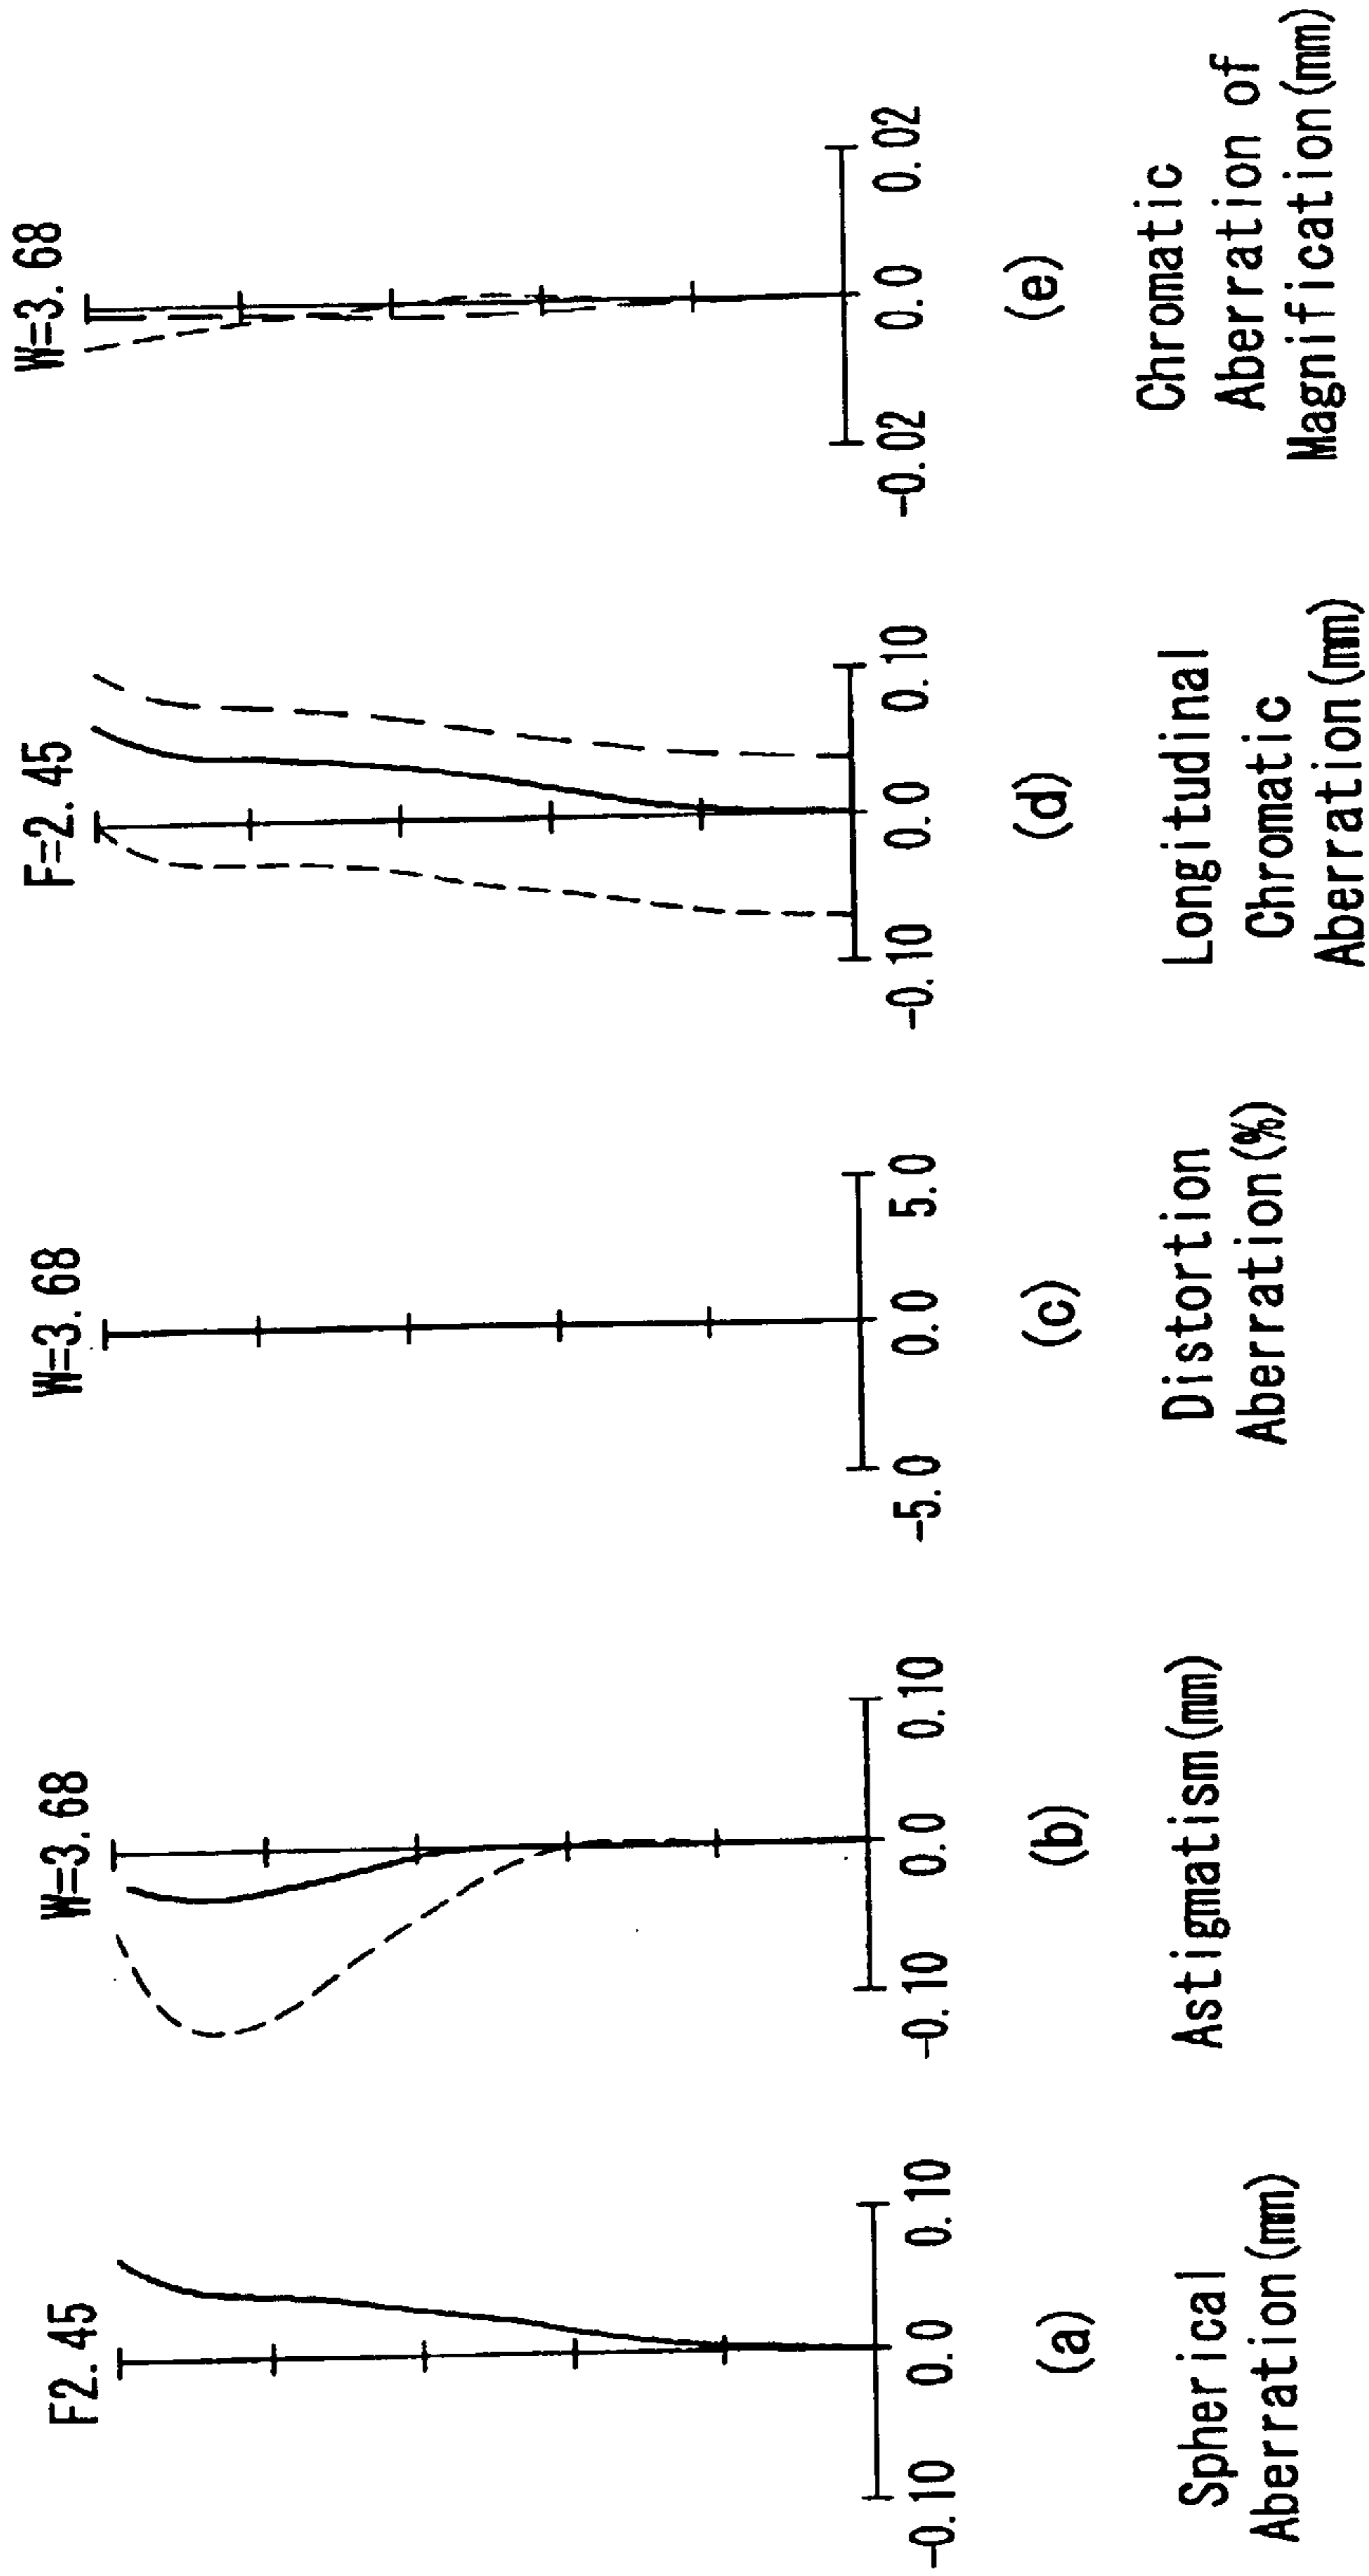 F2. 45
-0. 10
0. 0
0. 10
(a)
Spherical
Aberration(mm)
W=3. 68
-0. 10
0. 0
0. 10
(b)
Astigmatism(mm)
W=3. 68
-5. 0
0. 0
5. 0
(c)
Distortion
Aberration(%)
F=2. 45
-0. 10
0. 0
0. 10
(d)
Longitudinal
Chromatic
Aberration(mm)
W=3. 68
-0. 02
0. 0
0. 02
(e)
Chromatic
Aberration of
Magnification(mm)